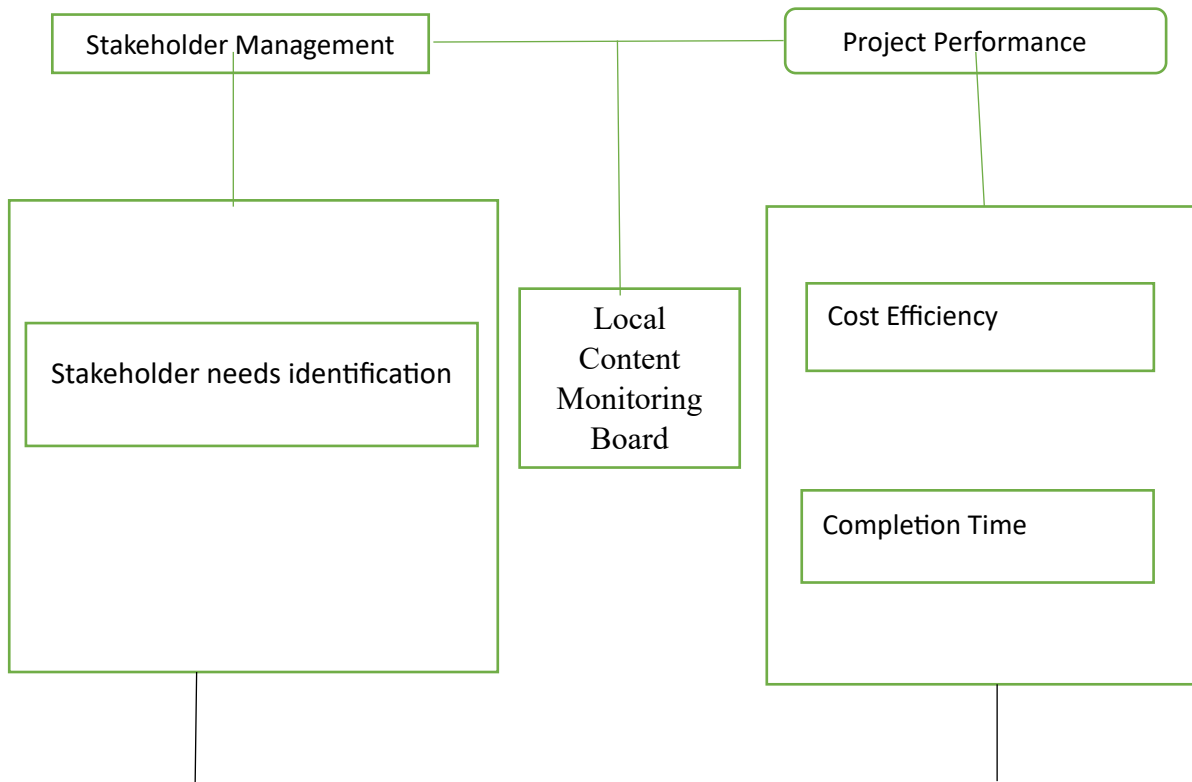 Stakeholder Management
Project Performance
Stakeholder needs identification
Local
Content
Monitoring
Board
Cost Efficiency
Completion Time